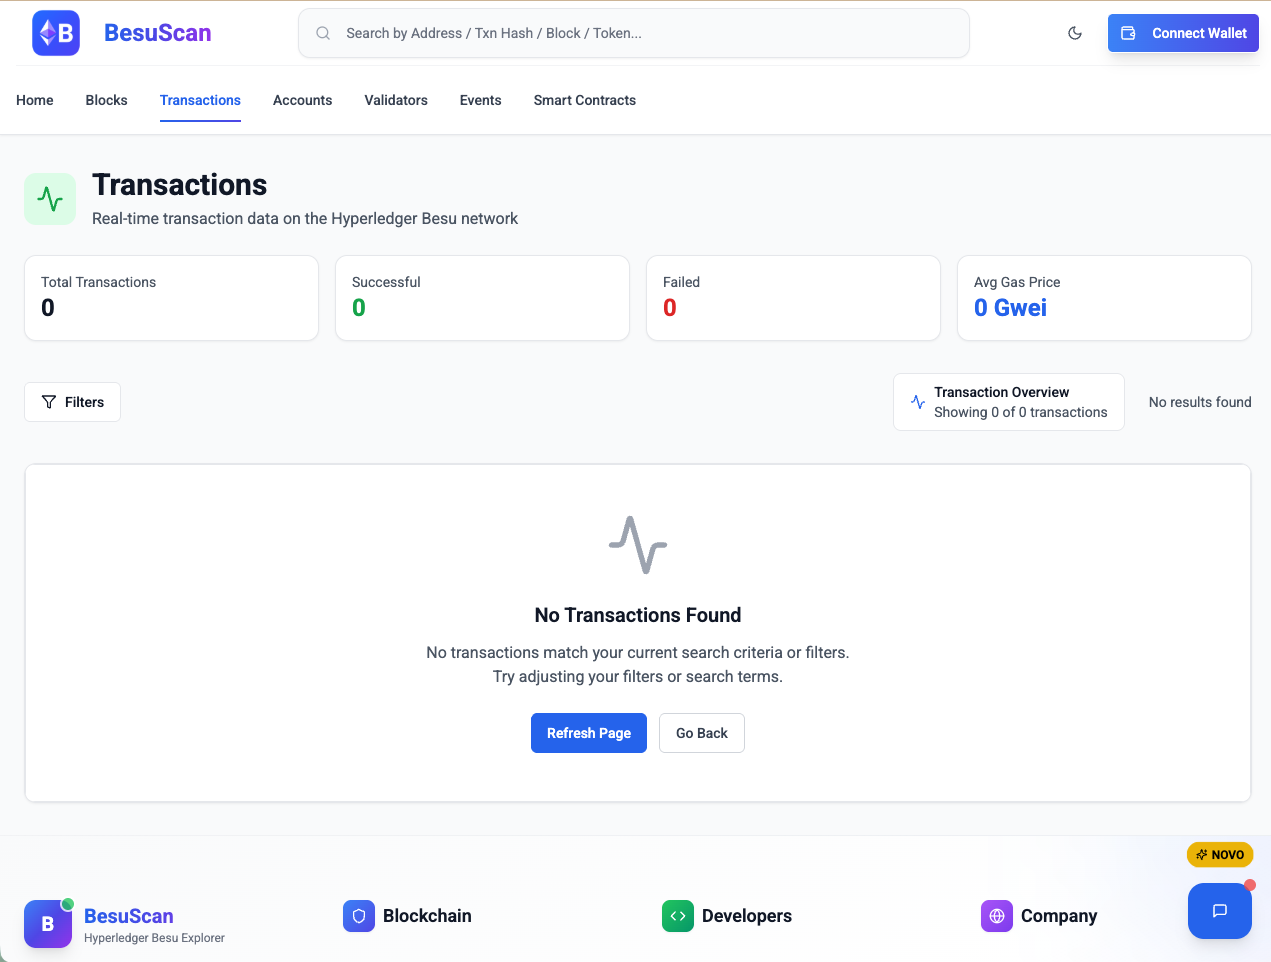 B
BesuScan
Search by Address / Txn Hash / Block / Token...
Connect Wallet
Home
Blocks
Transactions
Accounts
Validators
Events
Smart Contracts
Transactions
Real-time transaction data on the Hyperledger Besu network
Total Transactions
0
Successful
0
Failed
0
Avg Gas Price
0 Gwei
Filters
Transaction Overview
Showing 0 of 0 transactions
No results found
No Transactions Found
No transactions match your current search criteria or filters.
Try adjusting your filters or search terms.
Refresh Page
Go Back
NOVO
B
BesuScan
Hyperledger Besu Explorer
Blockchain
Developers
Company